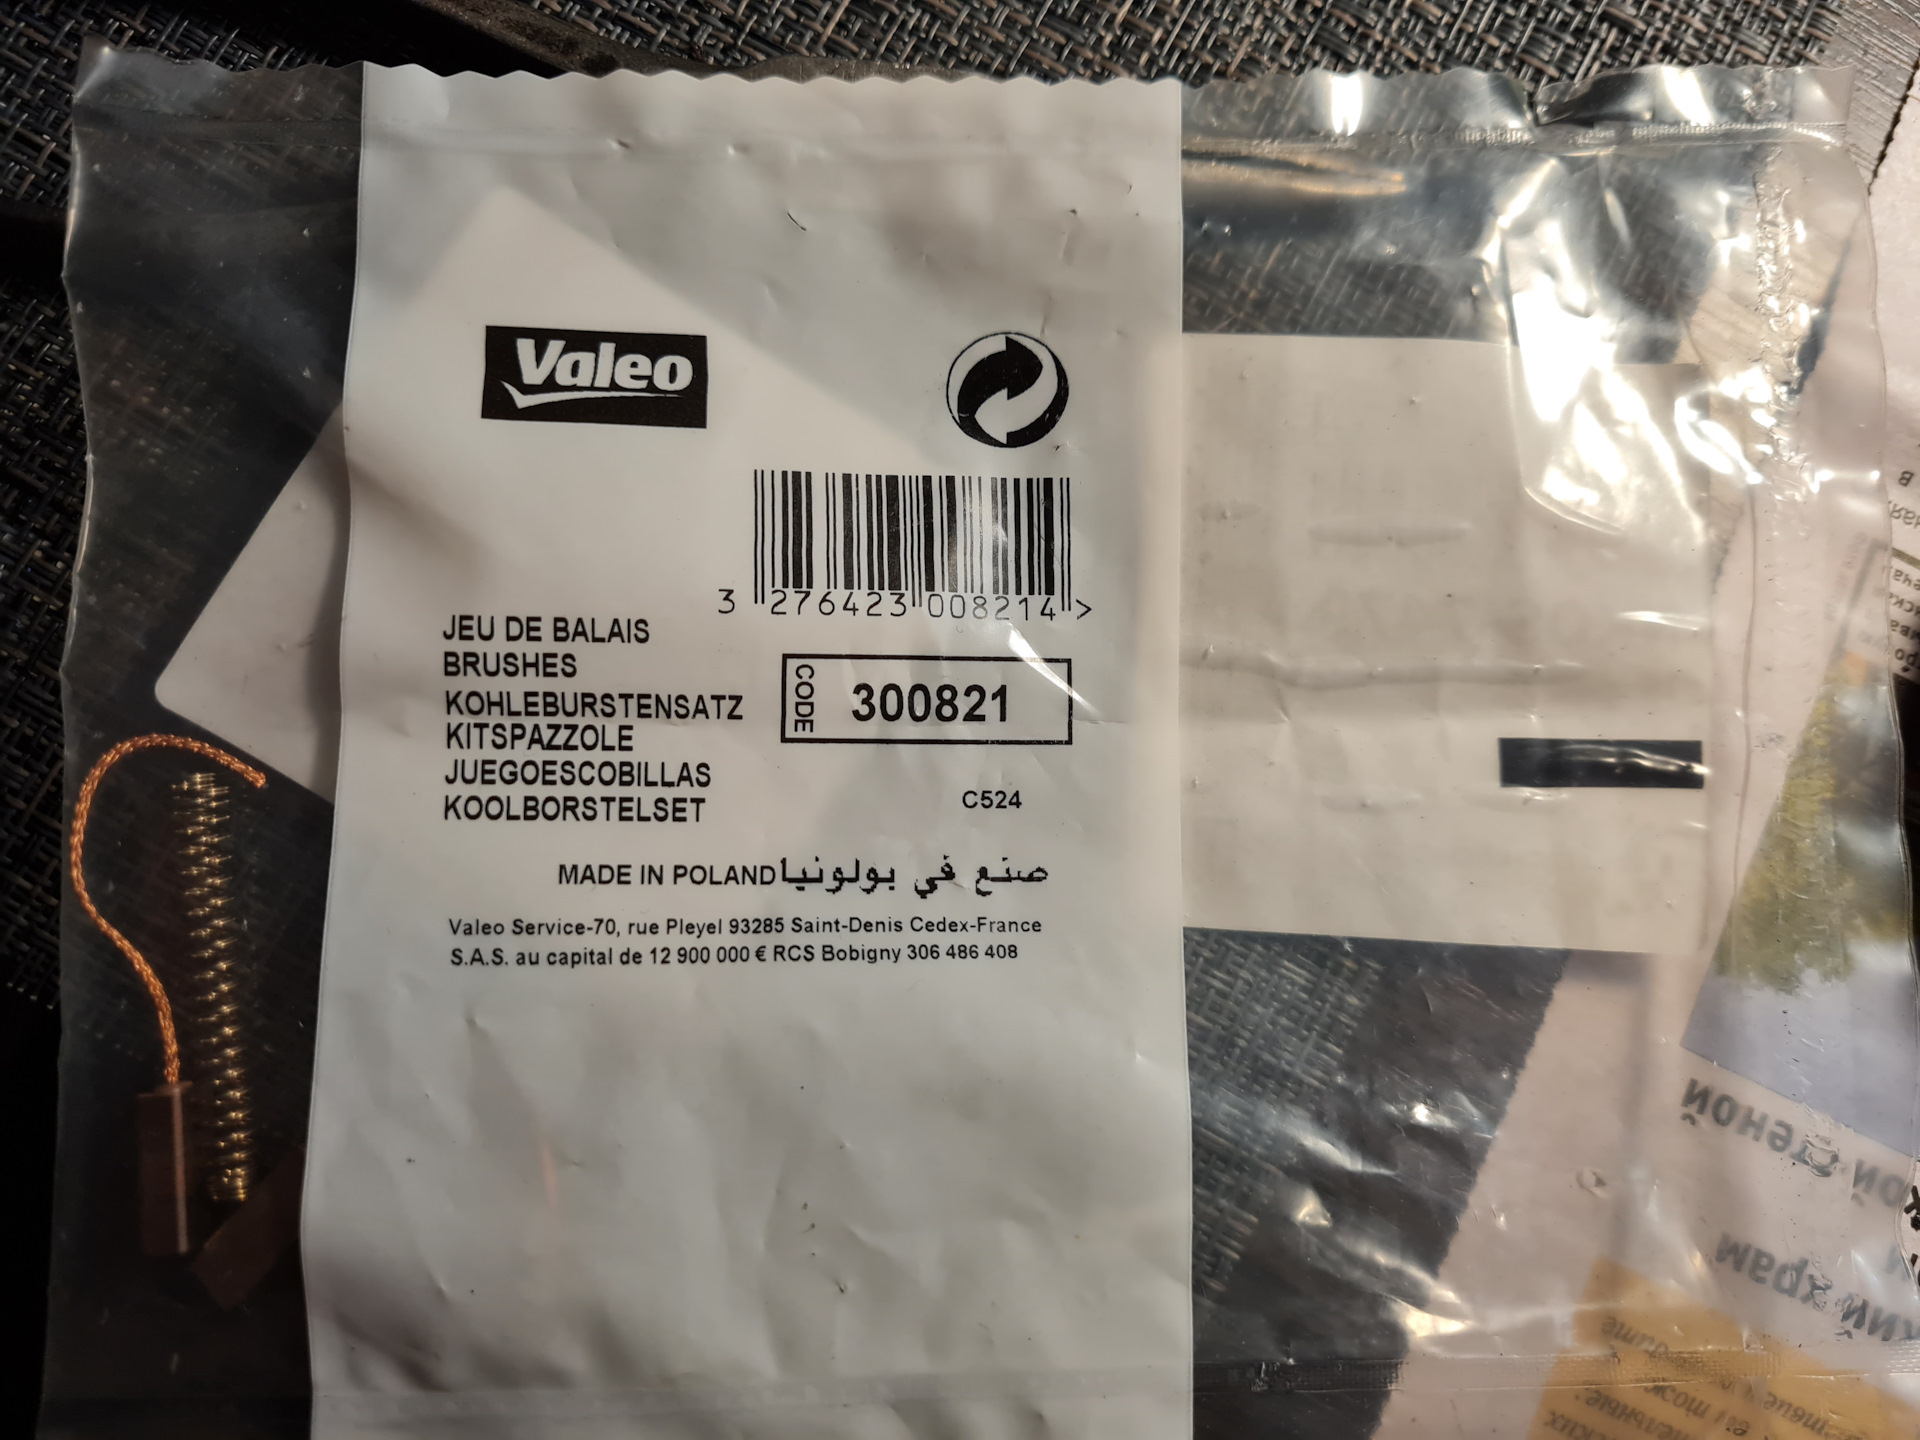 Valeo
3 276423 008214 >
JEU DE BALAIS
BRUSHES
KOHLEBURSTENSATZ
KITSPAZZOLE
JUEGOESCOBILLAS
KOOLBORSTELSET
CODE
300821
C524
MADE IN POLAND صنع في بولونيا
Valeo Service-70, rue Pleyel 93285 Saint-Denis Cedex-France
S.A.S. au capital de 12 900 000 € RCS Bobigny 306 486 408
стеной
храм